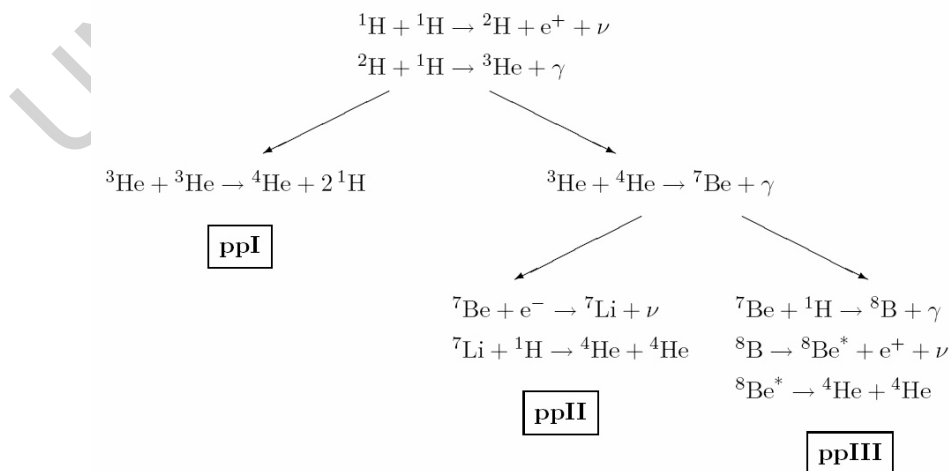 ¹H + ¹H → ²H + e⁺ + ν
²H + ¹H → ³He + γ
³He + ³He → ⁴He + 2 ¹H
ppI
³He + ⁴He → ⁷Be + γ
⁷Be + e⁻ → ⁷Li + ν
⁷Li + ¹H → ⁴He + ⁴He
ppII
⁷Be + ¹H → ⁸B + γ
⁸B → ⁸Be* + e⁺ + ν
⁸Be* → ⁴He + ⁴He
ppIII